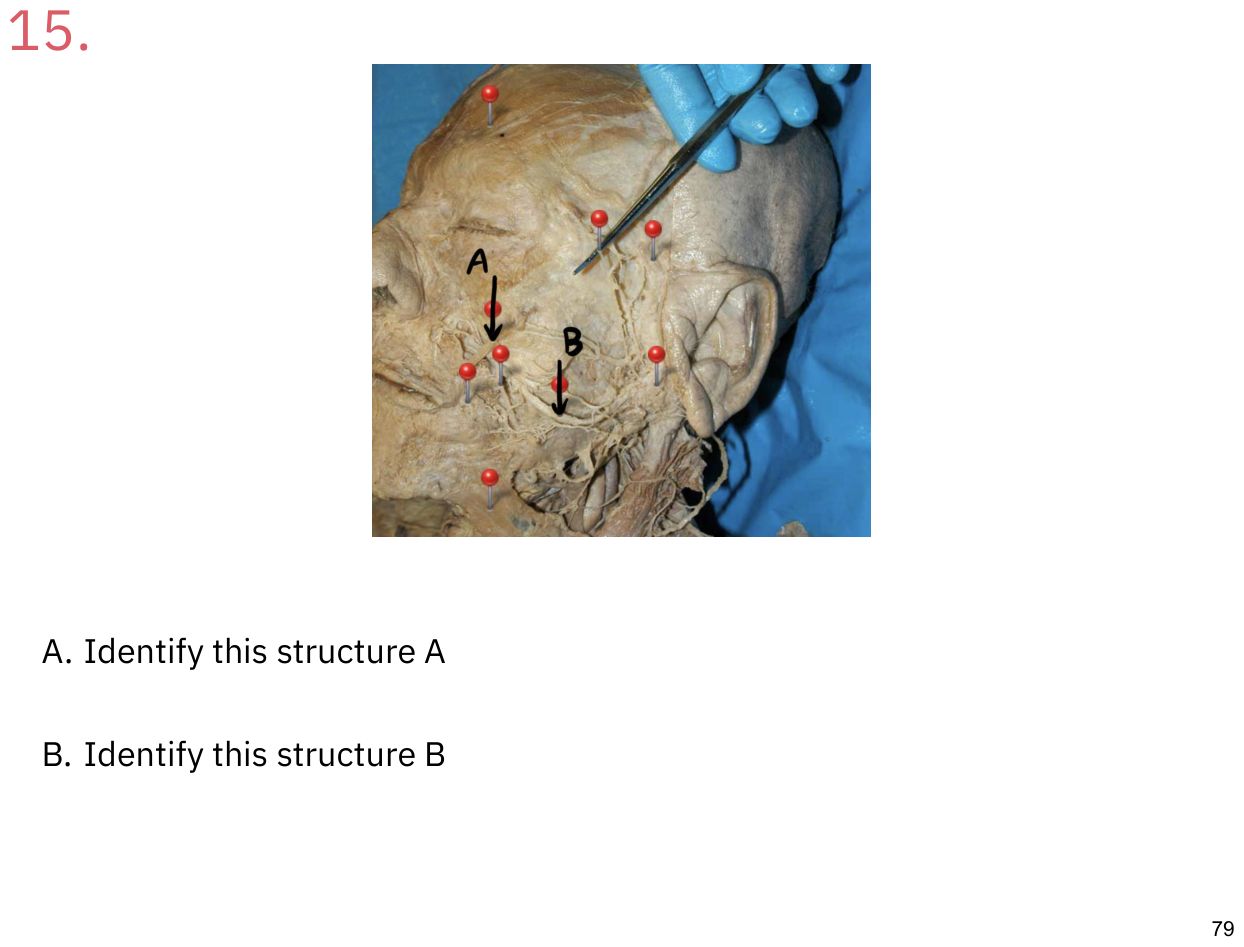 15.
A
B
A. Identify this structure A
B. Identify this structure B
79